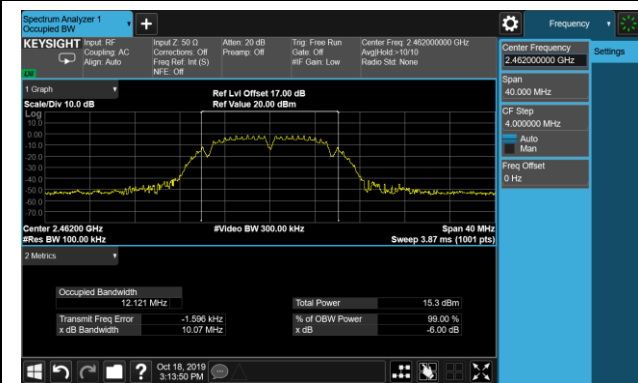 Spectrum Analyzer 1
Occupied BW
+
Frequency
KEYSIGHT Input: RF
Coupling: AC
Align: Auto
Input Z: 50 Ω
Corrections: Off
Freq Ref: Int (S)
NFE: Off
Atten: 20 dB
Preamp: Off
Trig: Free Run
Gate: Off
#IF Gain: Low
Center Freq: 2.462000000 GHz
Avg|Hold:>10/10
Radio Std: None
Center Frequency
2.462000000 GHz
Settings
Span
40.000 MHz
CF Step
4.000000 MHz
Auto
Man
Freq Offset
0 Hz
1 Graph
Scale/Div 10.0 dB
Ref Lvl Offset 17.00 dB
Ref Value 20.00 dBm
Log
10.0
0.00
-10.0
-20.0
-30.0
-40.0
-50.0
-60.0
-70.0
Center 2.46200 GHz
#Res BW 100.00 kHz
#Video BW 300.00 kHz
Span 40 MHz
Sweep 3.87 ms (1001 pts)
2 Metrics
Occupied Bandwidth
12.121 MHz
Transmit Freq Error -1.596 kHz
x dB Bandwidth 10.07 MHz
Total Power 15.3 dBm
% of OBW Power 99.00 %
x dB -6.00 dB
?
Oct 18, 2019
3:13:50 PM